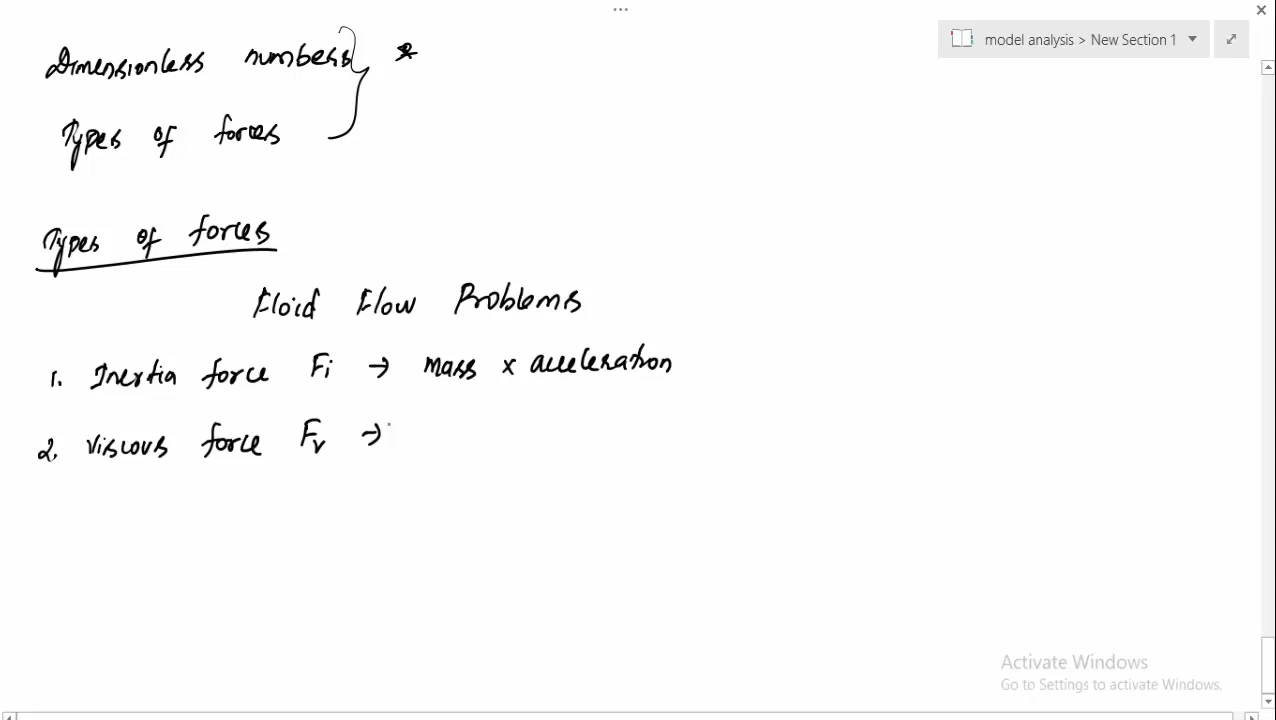 ...
model analysis > New Section 1
Dimensionless numbers *
Types of forces
Types of forces
Fluid Flow Problems
1. Inertia force Fi → mass x acceleration
2. Viscous force Fv →
Activate Windows
Go to Settings to activate Windows.